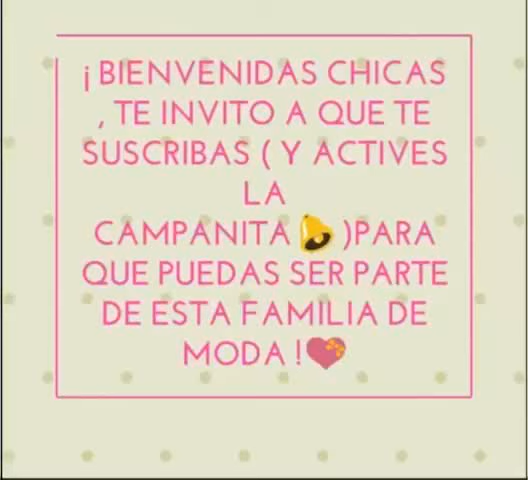 ¡ BIENVENIDAS CHICAS
, TE INVITO A QUE TE
SUSCRIBAS ( Y ACTIVES
LA
CAMPANITA🔔)PARA
QUE PUEDAS SER PARTE
DE ESTA FAMILIA DE
MODA !💝